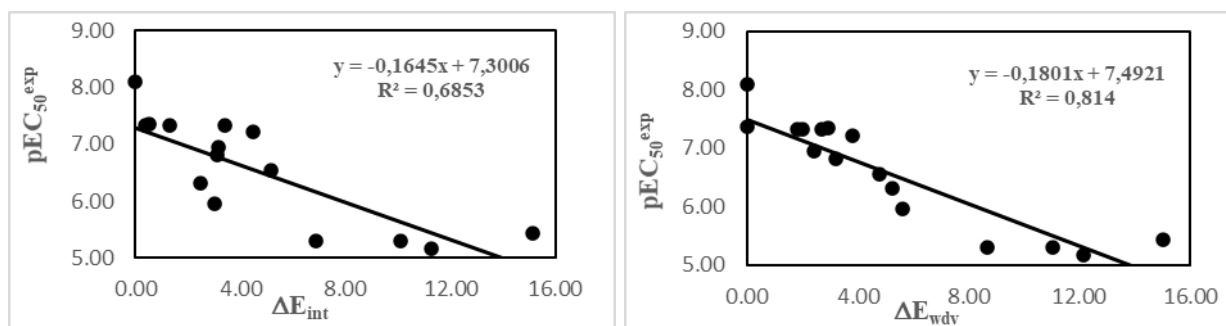 9.00
8.00
7.00
6.00
5.00
0.00 4.00 8.00 12.00 16.00
pEC₅₀ᵉˣᵖ
ΔE_int
y = -0,1645x + 7,3006
R² = 0,6853
9.00
8.00
7.00
6.00
5.00
0.00 4.00 8.00 12.00 16.00
pEC₅₀ᵉˣᵖ
ΔE_wdv
y = -0,1801x + 7,4921
R² = 0,814